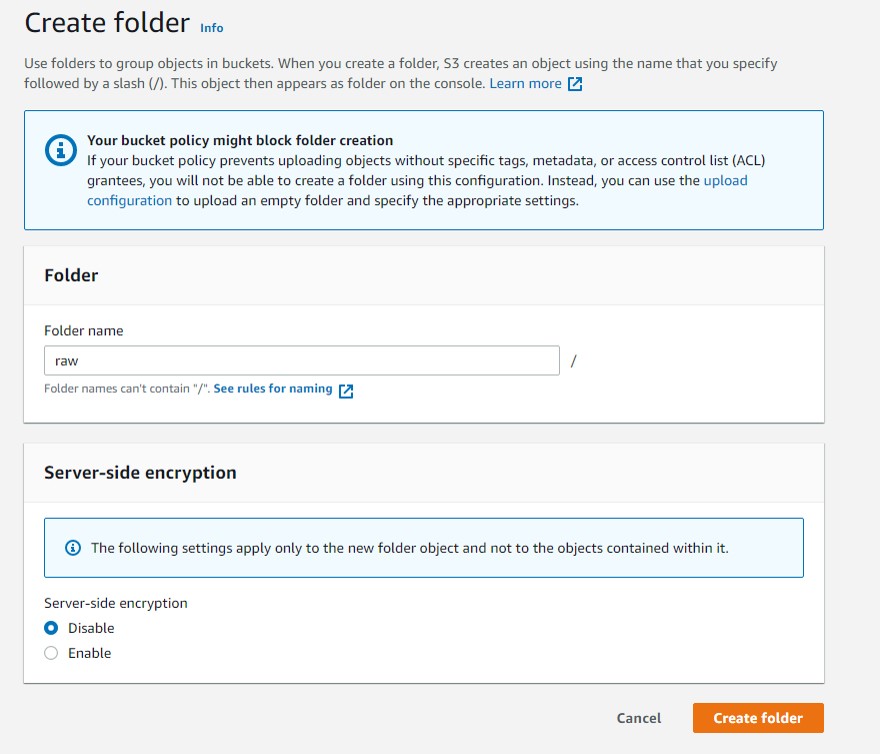 Create folder Info
Use folders to group objects in buckets. When you create a folder, S3 creates an object using the name that you specify
followed by a slash (/). This object then appears as folder on the console. Learn more
Your bucket policy might block folder creation
If your bucket policy prevents uploading objects without specific tags, metadata, or access control list (ACL)
grantees, you will not be able to create a folder using this configuration. Instead, you can use the upload
configuration to upload an empty folder and specify the appropriate settings.
Folder
Folder name
raw /
Folder names can't contain "/". See rules for naming
Server-side encryption
The following settings apply only to the new folder object and not to the objects contained within it.
Server-side encryption
Disable
Enable
Cancel Create folder